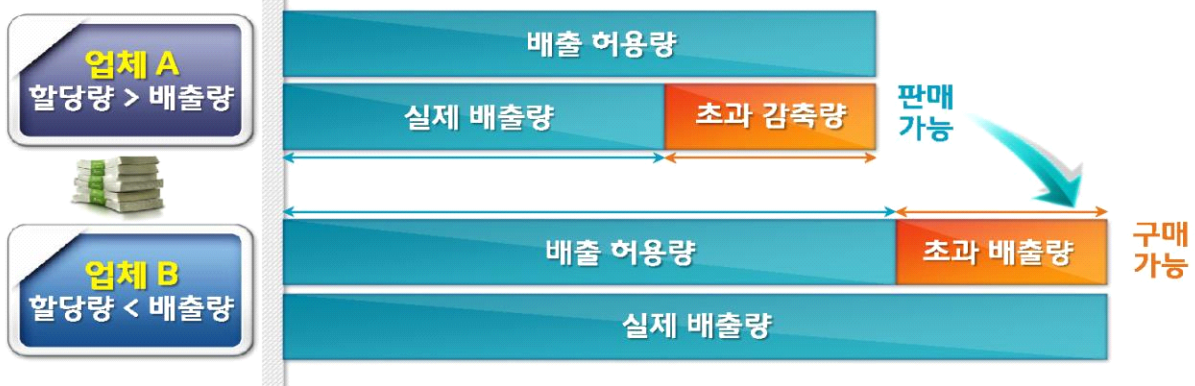 업체 A
할당량 > 배출량
배출 허용량
실제 배출량
초과 감축량
판매
가능
업체 B
할당량 < 배출량
배출 허용량
초과 배출량
구매
가능
실제 배출량